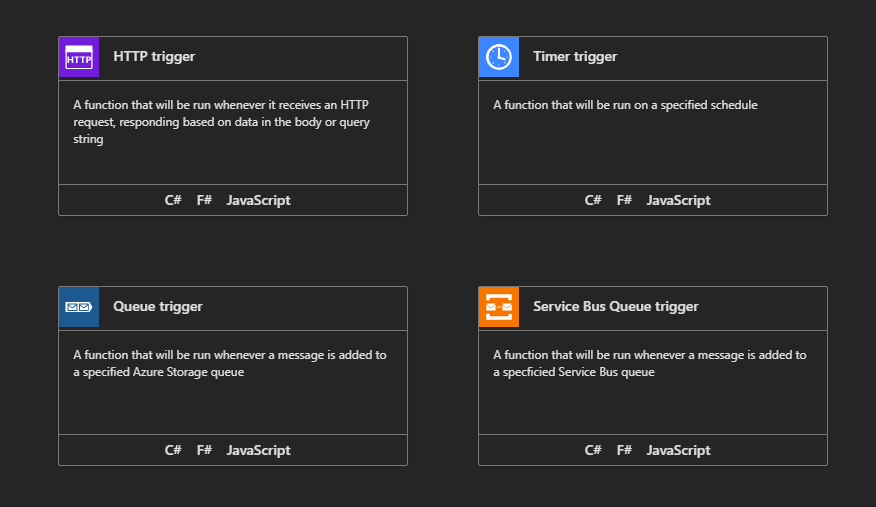 HTTP
HTTP trigger
A function that will be run whenever it receives an HTTP
request, responding based on data in the body or query
string
C# F# JavaScript
Timer trigger
A function that will be run on a specified schedule
C# F# JavaScript
Queue trigger
A function that will be run whenever a message is added to
a specified Azure Storage queue
C# F# JavaScript
Service Bus Queue trigger
A function that will be run whenever a message is added to
a specficied Service Bus queue
C# F# JavaScript